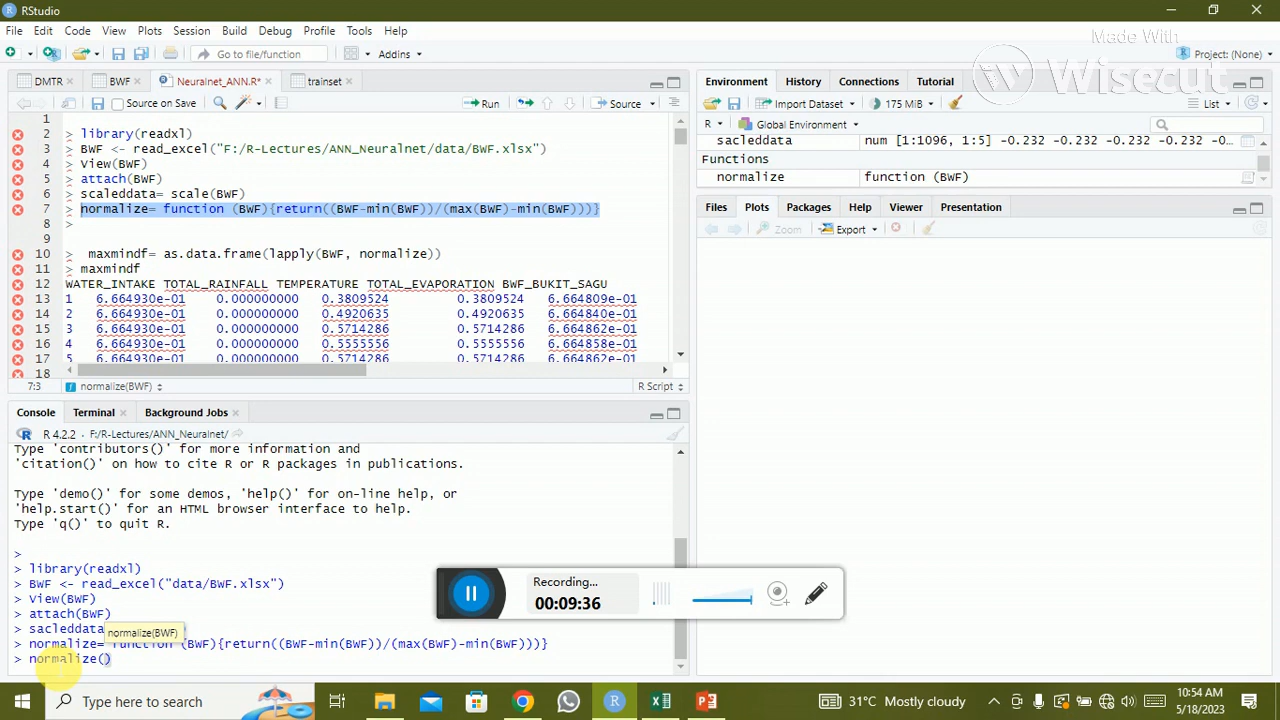 RStudio
File Edit Code View Plots Session Build Debug Profile Tools Help
Made With
Wisecut
Go to file/function Addins Project: (None)
DMTR BWF Neuralnet_ANN.R* trainset
Source on Save Run Source
1
2 > library(readxl)
3 > BWF <- read_excel("F:/R-Lectures/ANN_Neuralnet/data/BWF.xlsx")
4 > View(BWF)
5 > attach(BWF)
6 > scaleddata= scale(BWF)
7 > normalize= function (BWF){return((BWF-min(BWF))/(max(BWF)-min(BWF)))}
8 >
9
10 > maxmindf= as.data.frame(lapply(BWF, normalize))
11 > maxmindf
12 WATER_INTAKE TOTAL_RAINFALL TEMPERATURE TOTAL_EVAPORATION BWF_BUKIT_SAGU
13 1 6.664930e-01 0.000000000 0.3809524 0.3809524 6.664809e-01
14 2 6.664930e-01 0.000000000 0.4920635 0.4920635 6.664840e-01
15 3 6.664930e-01 0.000000000 0.5714286 0.5714286 6.664862e-01
16 4 6.664930e-01 0.000000000 0.5555556 0.5555556 6.664858e-01
17 5 6.664930e-01 0.000000000 0.5714286 0.5714286 6.664862e-01
18
7:3 normalize(BWF) R Script
Environment History Connections Tutorial
Import Dataset 175 MiB List
R Global Environment
sacleddata num [1:1096, 1:5] -0.232 -0.232 -0.232 -0.232 -0...
Functions
normalize function (BWF)
Files Plots Packages Help Viewer Presentation
Zoom Export
Console Terminal Background Jobs
R 4.2.2 · F:/R-Lectures/ANN_Neuralnet/
Type 'contributors()' for more information and
'citation()' on how to cite R or R packages in publications.
Type 'demo()' for some demos, 'help()' for on-line help, or
'help.start()' for an HTML browser interface to help.
Type 'q()' to quit R.
>
> library(readxl)
> BWF <- read_excel("data/BWF.xlsx")
> View(BWF)
> attach(BWF)
> sacleddata
normalize(BWF)
> normalize= function (BWF){return((BWF-min(BWF))/(max(BWF)-min(BWF)))}
> normalize()
Recording...
00:09:36
Type here to search
31°C Mostly cloudy
10:54 AM
5/18/2023